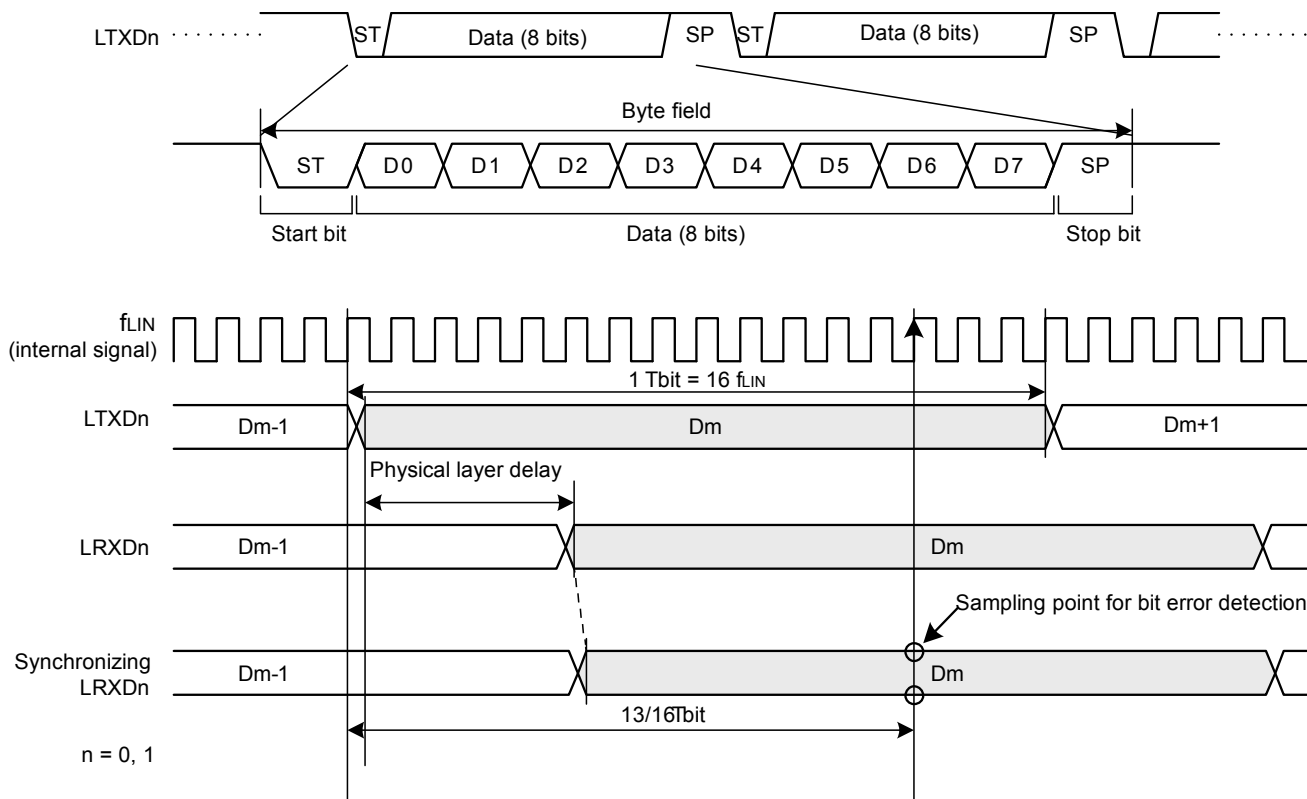 LTXDn ST Data (8 bits) SP ST Data (8 bits) SP
Byte field
ST D0 D1 D2 D3 D4 D5 D6 D7 SP
Start bit Data (8 bits) Stop bit
fLIN
(internal signal)
1 Tbit = 16 fLIN
LTXDn Dm-1 Dm Dm+1
Physical layer delay
LRXDn Dm-1 Dm
Sampling point for bit error detection
Synchronizing
LRXDn
Dm-1 Dm
13/16Tbit
n = 0, 1